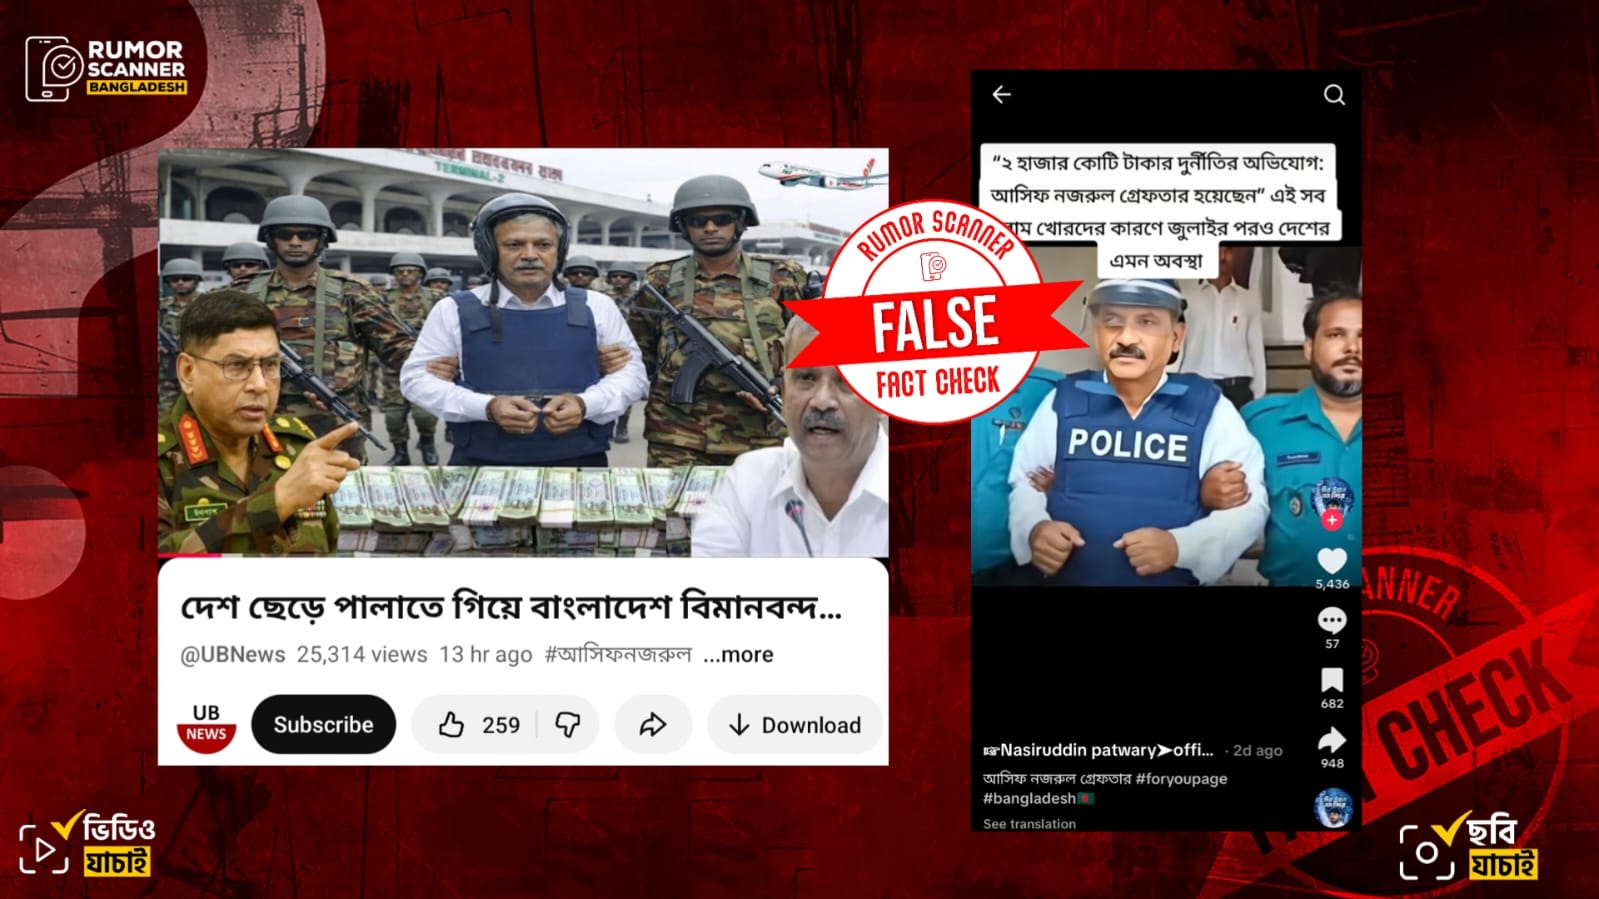 RUMOR
SCANNER
BANGLADESH
TERMINAL-2
দেশ ছেড়ে পালাতে গিয়ে বাংলাদেশ বিমানবন্দ...
@UBNews 25,314 views 13 hr ago #আসিফনজরুল ...more
UB
NEWS
Subscribe
259
Download
RUMOR SCANNER
FALSE
FACT CHECK
“২ হাজার কোটি টাকার দুর্নীতির অভিযোগ:
আসিফ নজরুল গ্রেফতার হয়েছেন” এই সব
খোরদের কারণে জুলাইর পরও দেশের
এমন অবস্থা
POLICE
5,436
57
682
948
☞Nasiruddin patwary➤offi... · 2d ago
আসিফ নজরুল গ্রেফতার #foryoupage
#bangladesh🇧🇩
See translation
ভিডিও
যাচাই
ছবি
যাচাই
CHECK